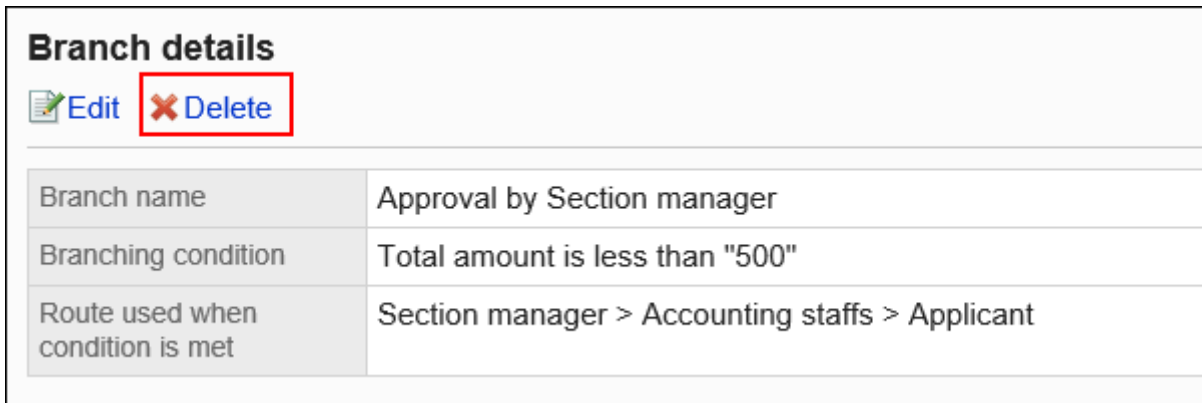 Branch details
Edit Delete
Branch name Approval by Section manager
Branching condition Total amount is less than "500"
Route used when Section manager > Accounting staffs > Applicant
condition is met